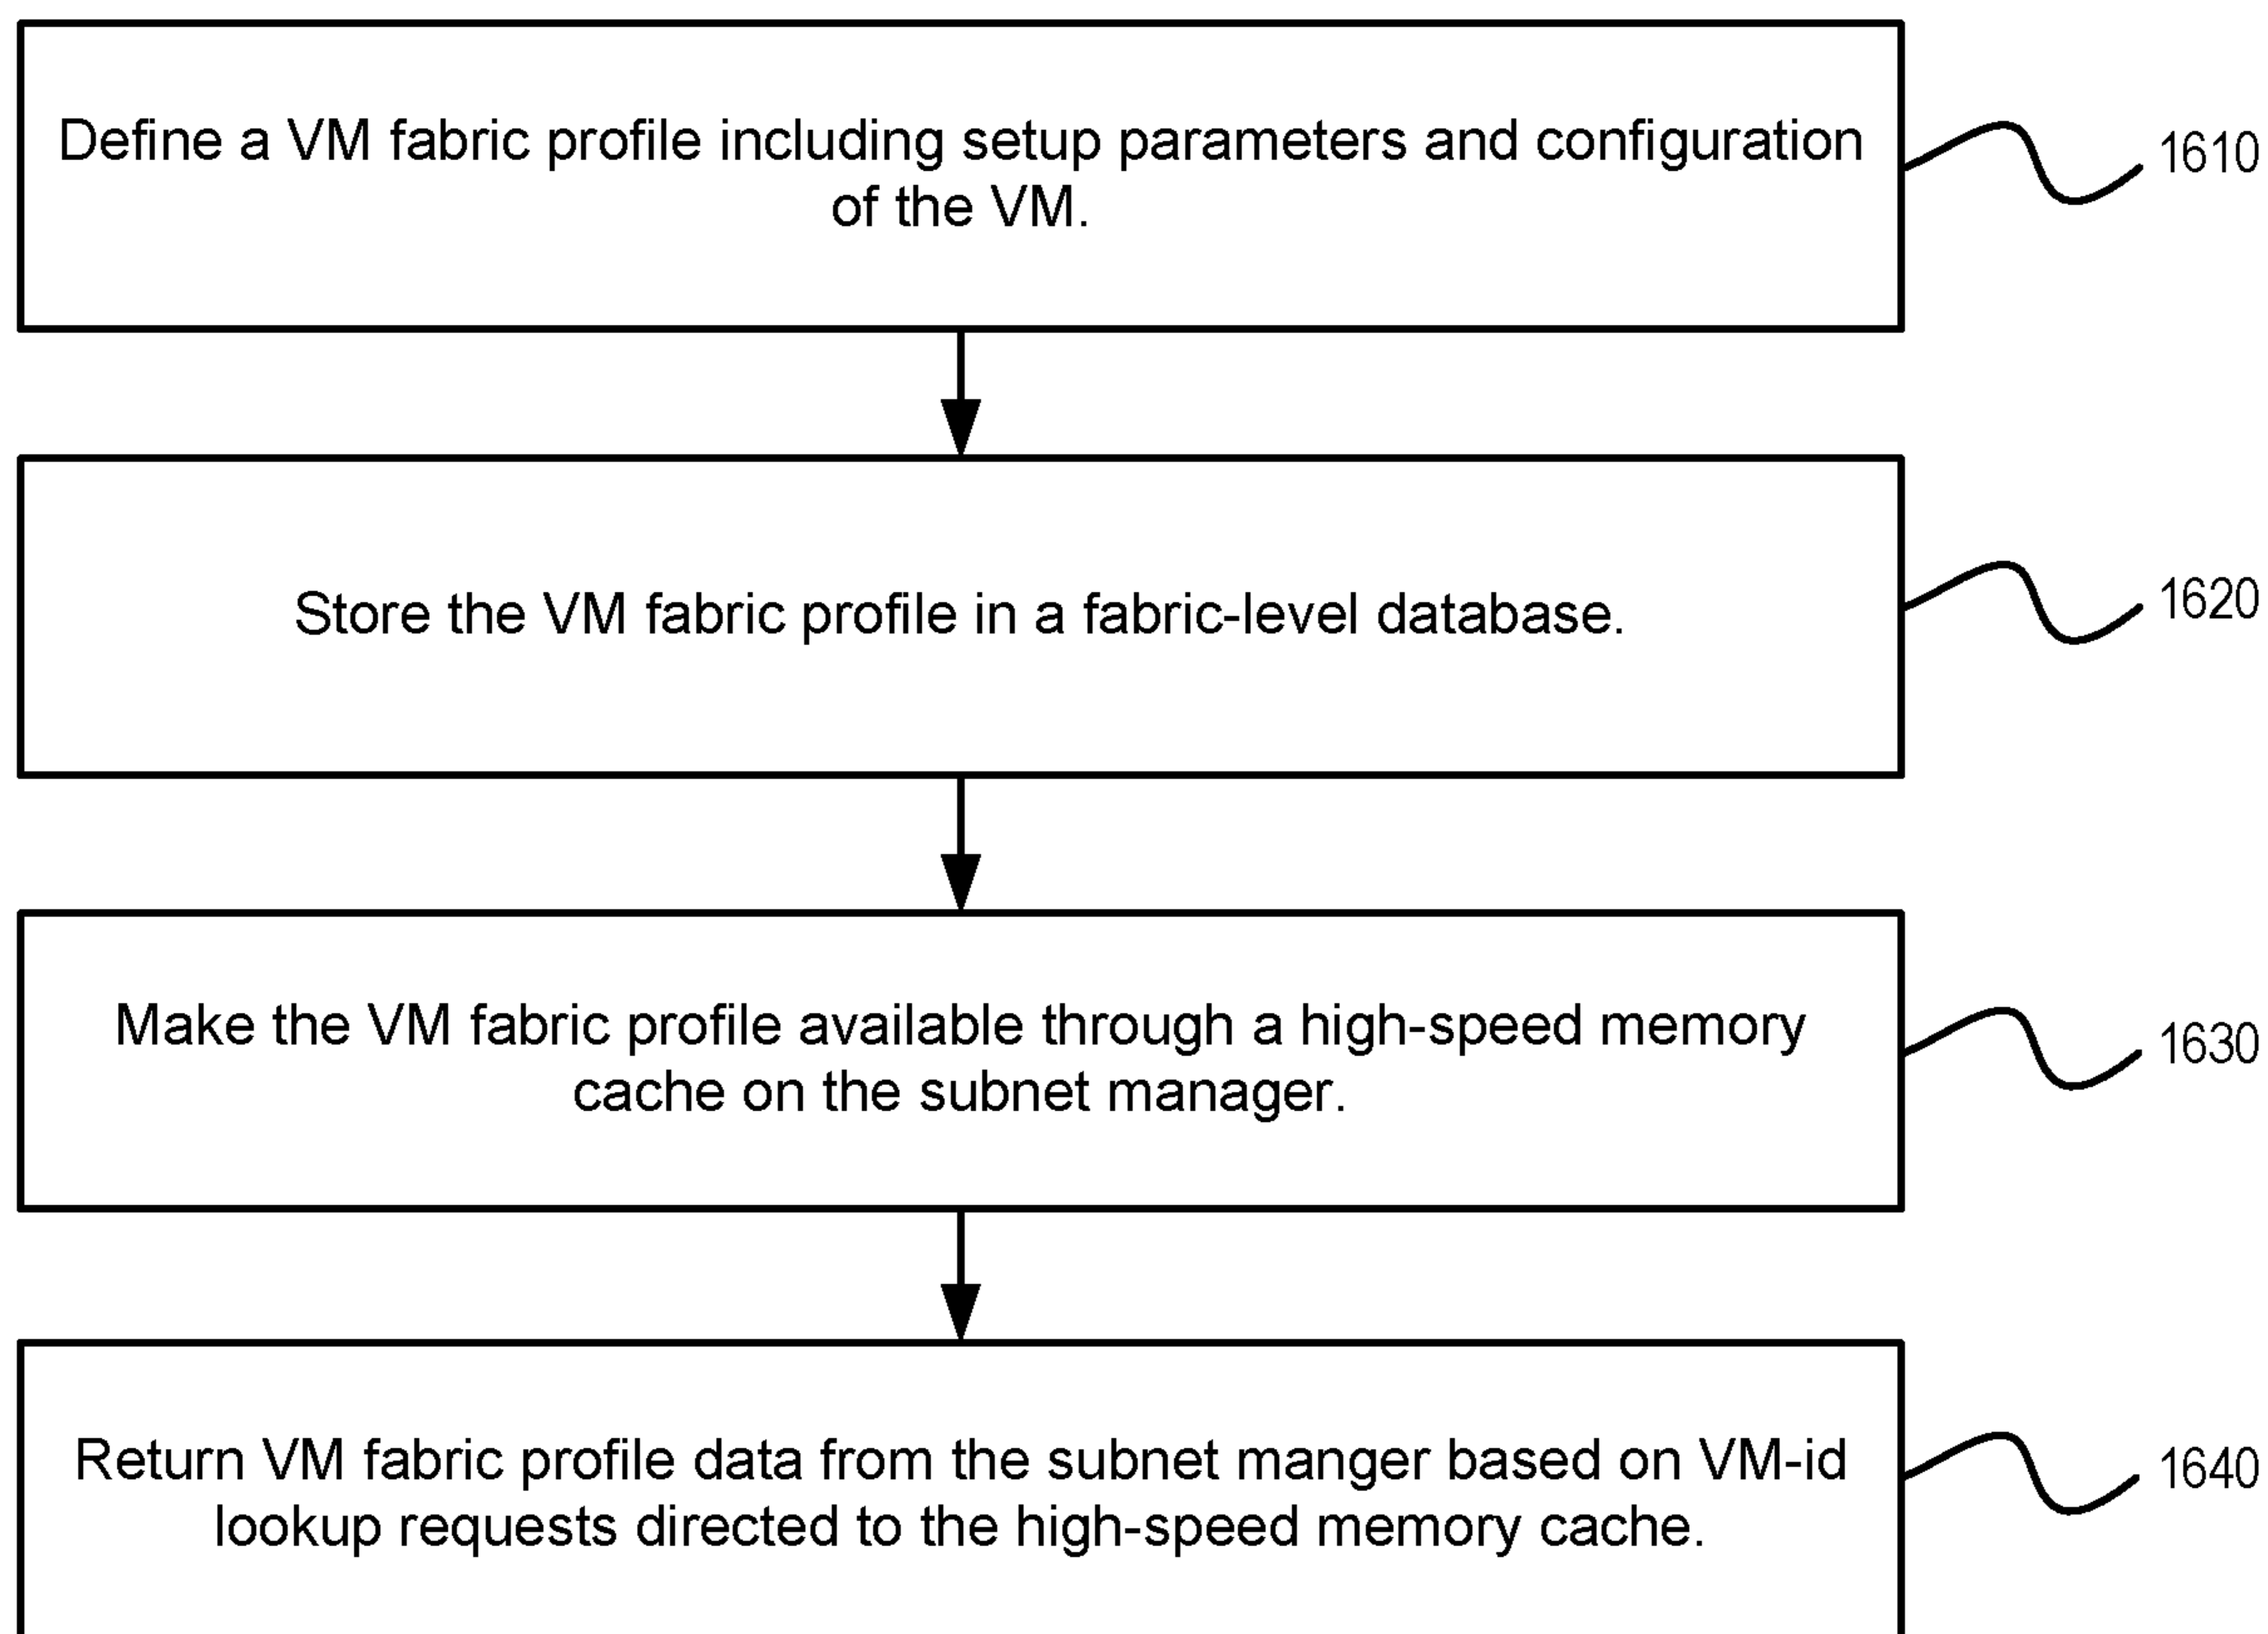 Define a VM fabric profile including setup parameters and configuration
of the VM.
1610
Store the VM fabric profile in a fabric-level database.
1620
Make the VM fabric profile available through a high-speed memory
cache on the subnet manager.
1630
Return VM fabric profile data from the subnet manger based on VM-id
lookup requests directed to the high-speed memory cache.
1640